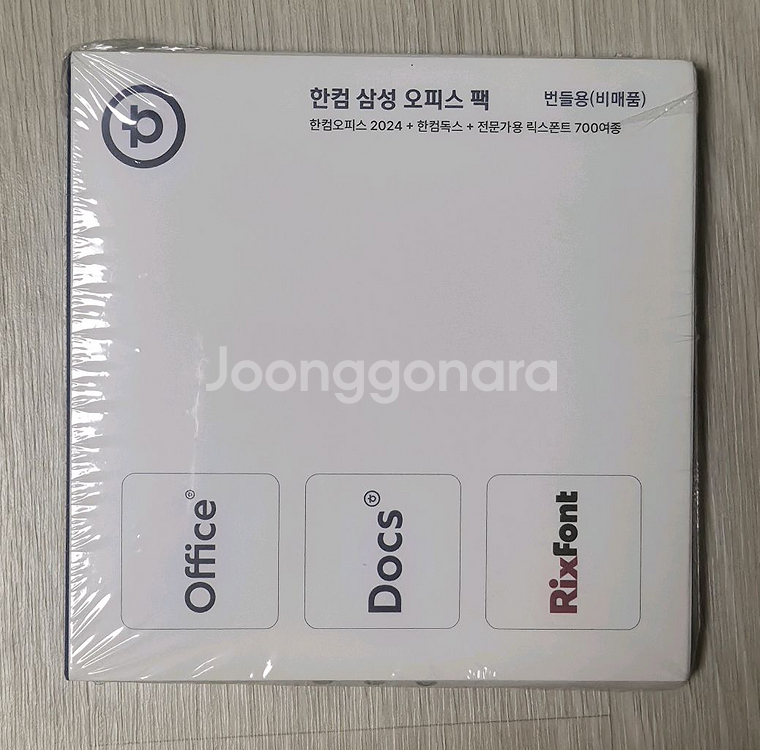 한컴 삼성 오피스 팩
번들용(비매품)
한컴오피스 2024 + 한컴독스 + 전문가용 릭스폰트 700여종
Joonggonara
Office
Docs
Rixfont